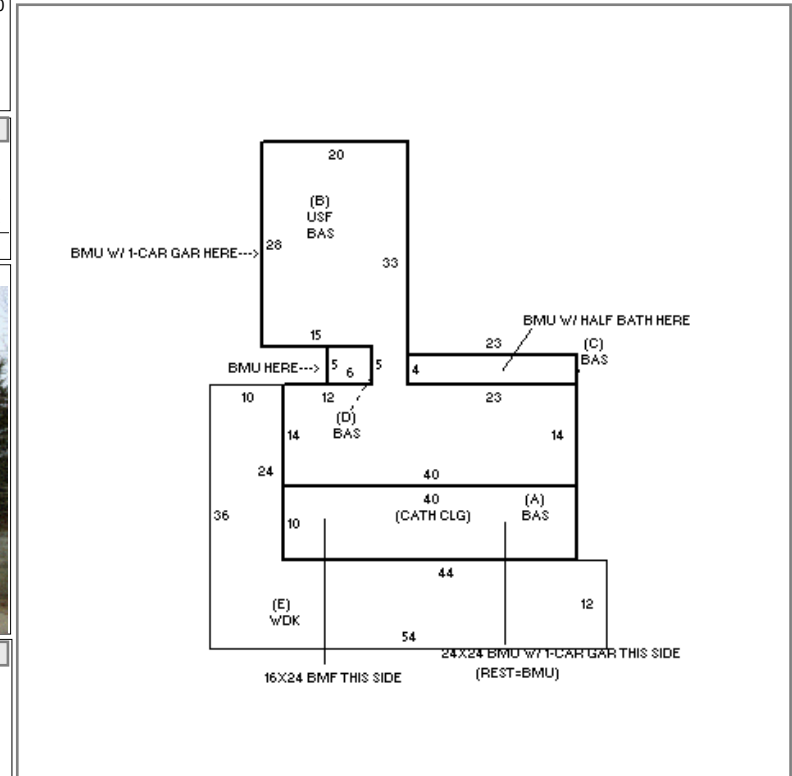 20
(B)
USF
BAS
BMU W/ 1-CAR GAR HERE--->
28
33
BMU W/ HALF BATH HERE
15
23
(C)
BAS
BMU HERE--->
5
6
5
4
10
12
23
(D)
BAS
14
14
24
40
40
(CATH CLG)
(A)
BAS
36
10
44
(E)
WDK
12
54
24X24 BMU W/ 1-CAR GAR THIS SIDE
(REST=BMU)
16X24 BMF THIS SIDE